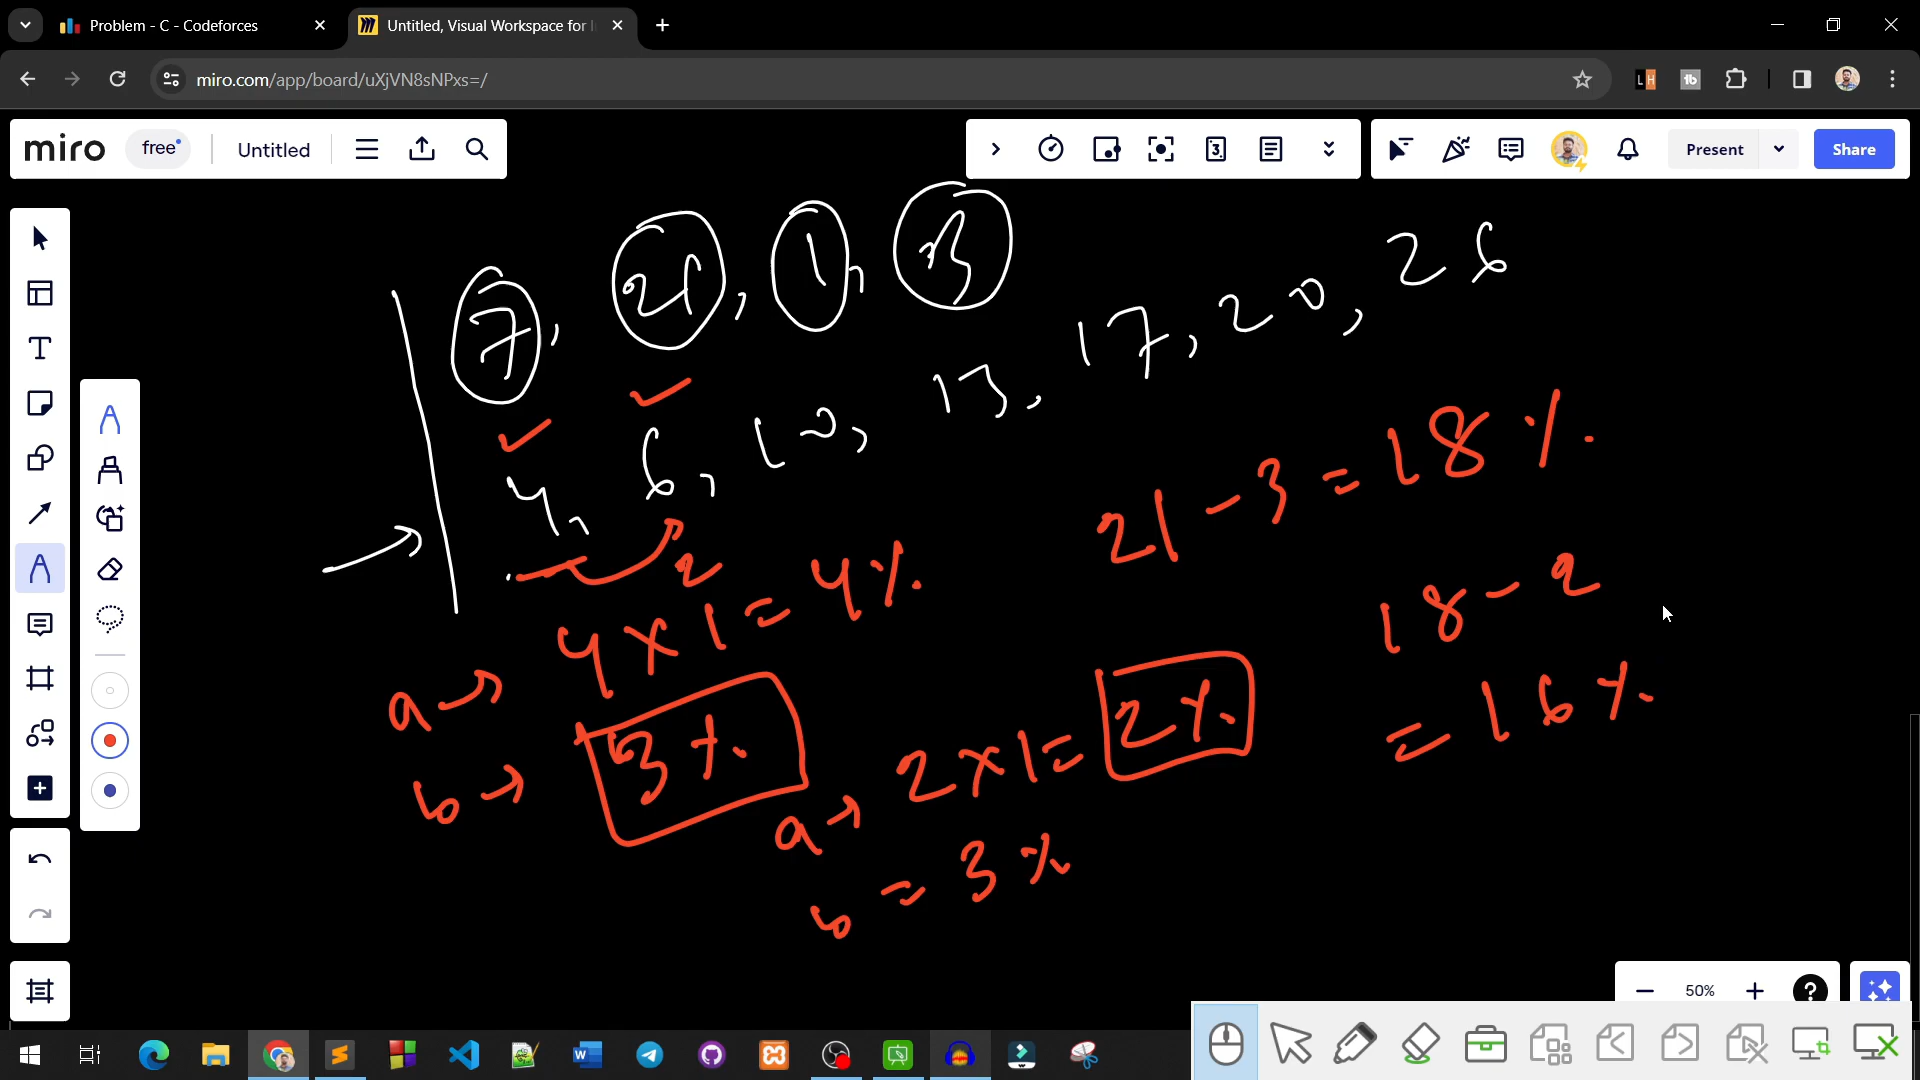 Problem - C - Codeforces
Untitled, Visual Workspace for
miro.com/app/board/uXjVN8sNPxs=/
miro
free
Untitled
Present
Share
7, 21, 1, 3
4, 6, 10, 13, 17, 20, 26
21 - 3 = 18 %
2
a → 4 x 1 = 4 %
b → 3 %
18 - 2
= 16 %
a → 2 x 1 = 2 %
b = 3 %
50%